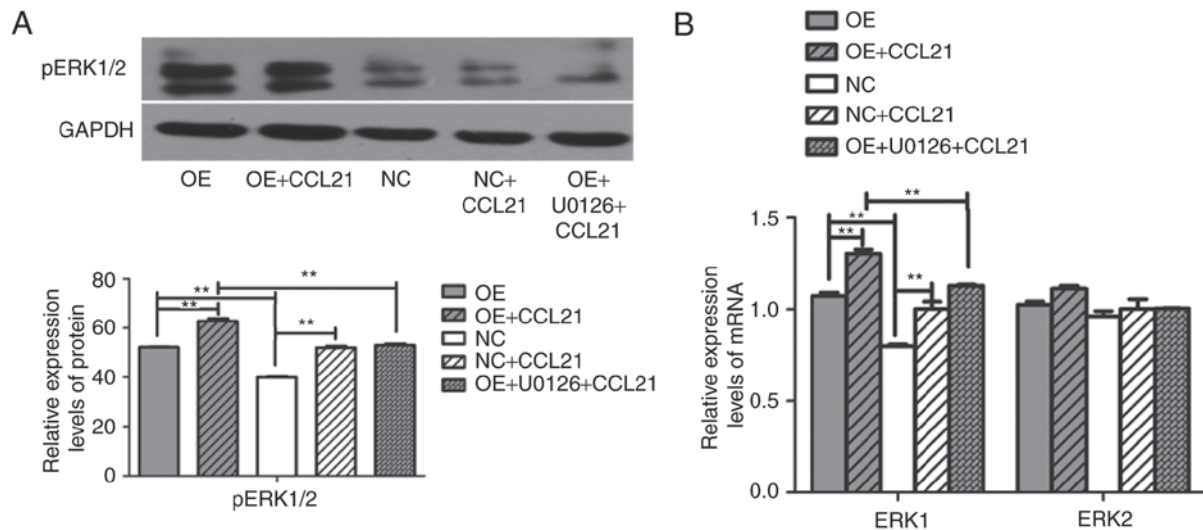 A
pERK1/2
GAPDH
OE
OE+CCL21
NC
NC+
CCL21
OE+
U0126+
CCL21
Relative expression
levels of protein
80
60
40
20
0
**
**
**
**
pERK1/2
OE
OE+CCL21
NC
NC+CCL21
OE+U0126+CCL21
B
OE
OE+CCL21
NC
NC+CCL21
OE+U0126+CCL21
Relative expression
levels of mRNA
1.5
1.0
0.5
0.0
**
**
**
**
ERK1
ERK2